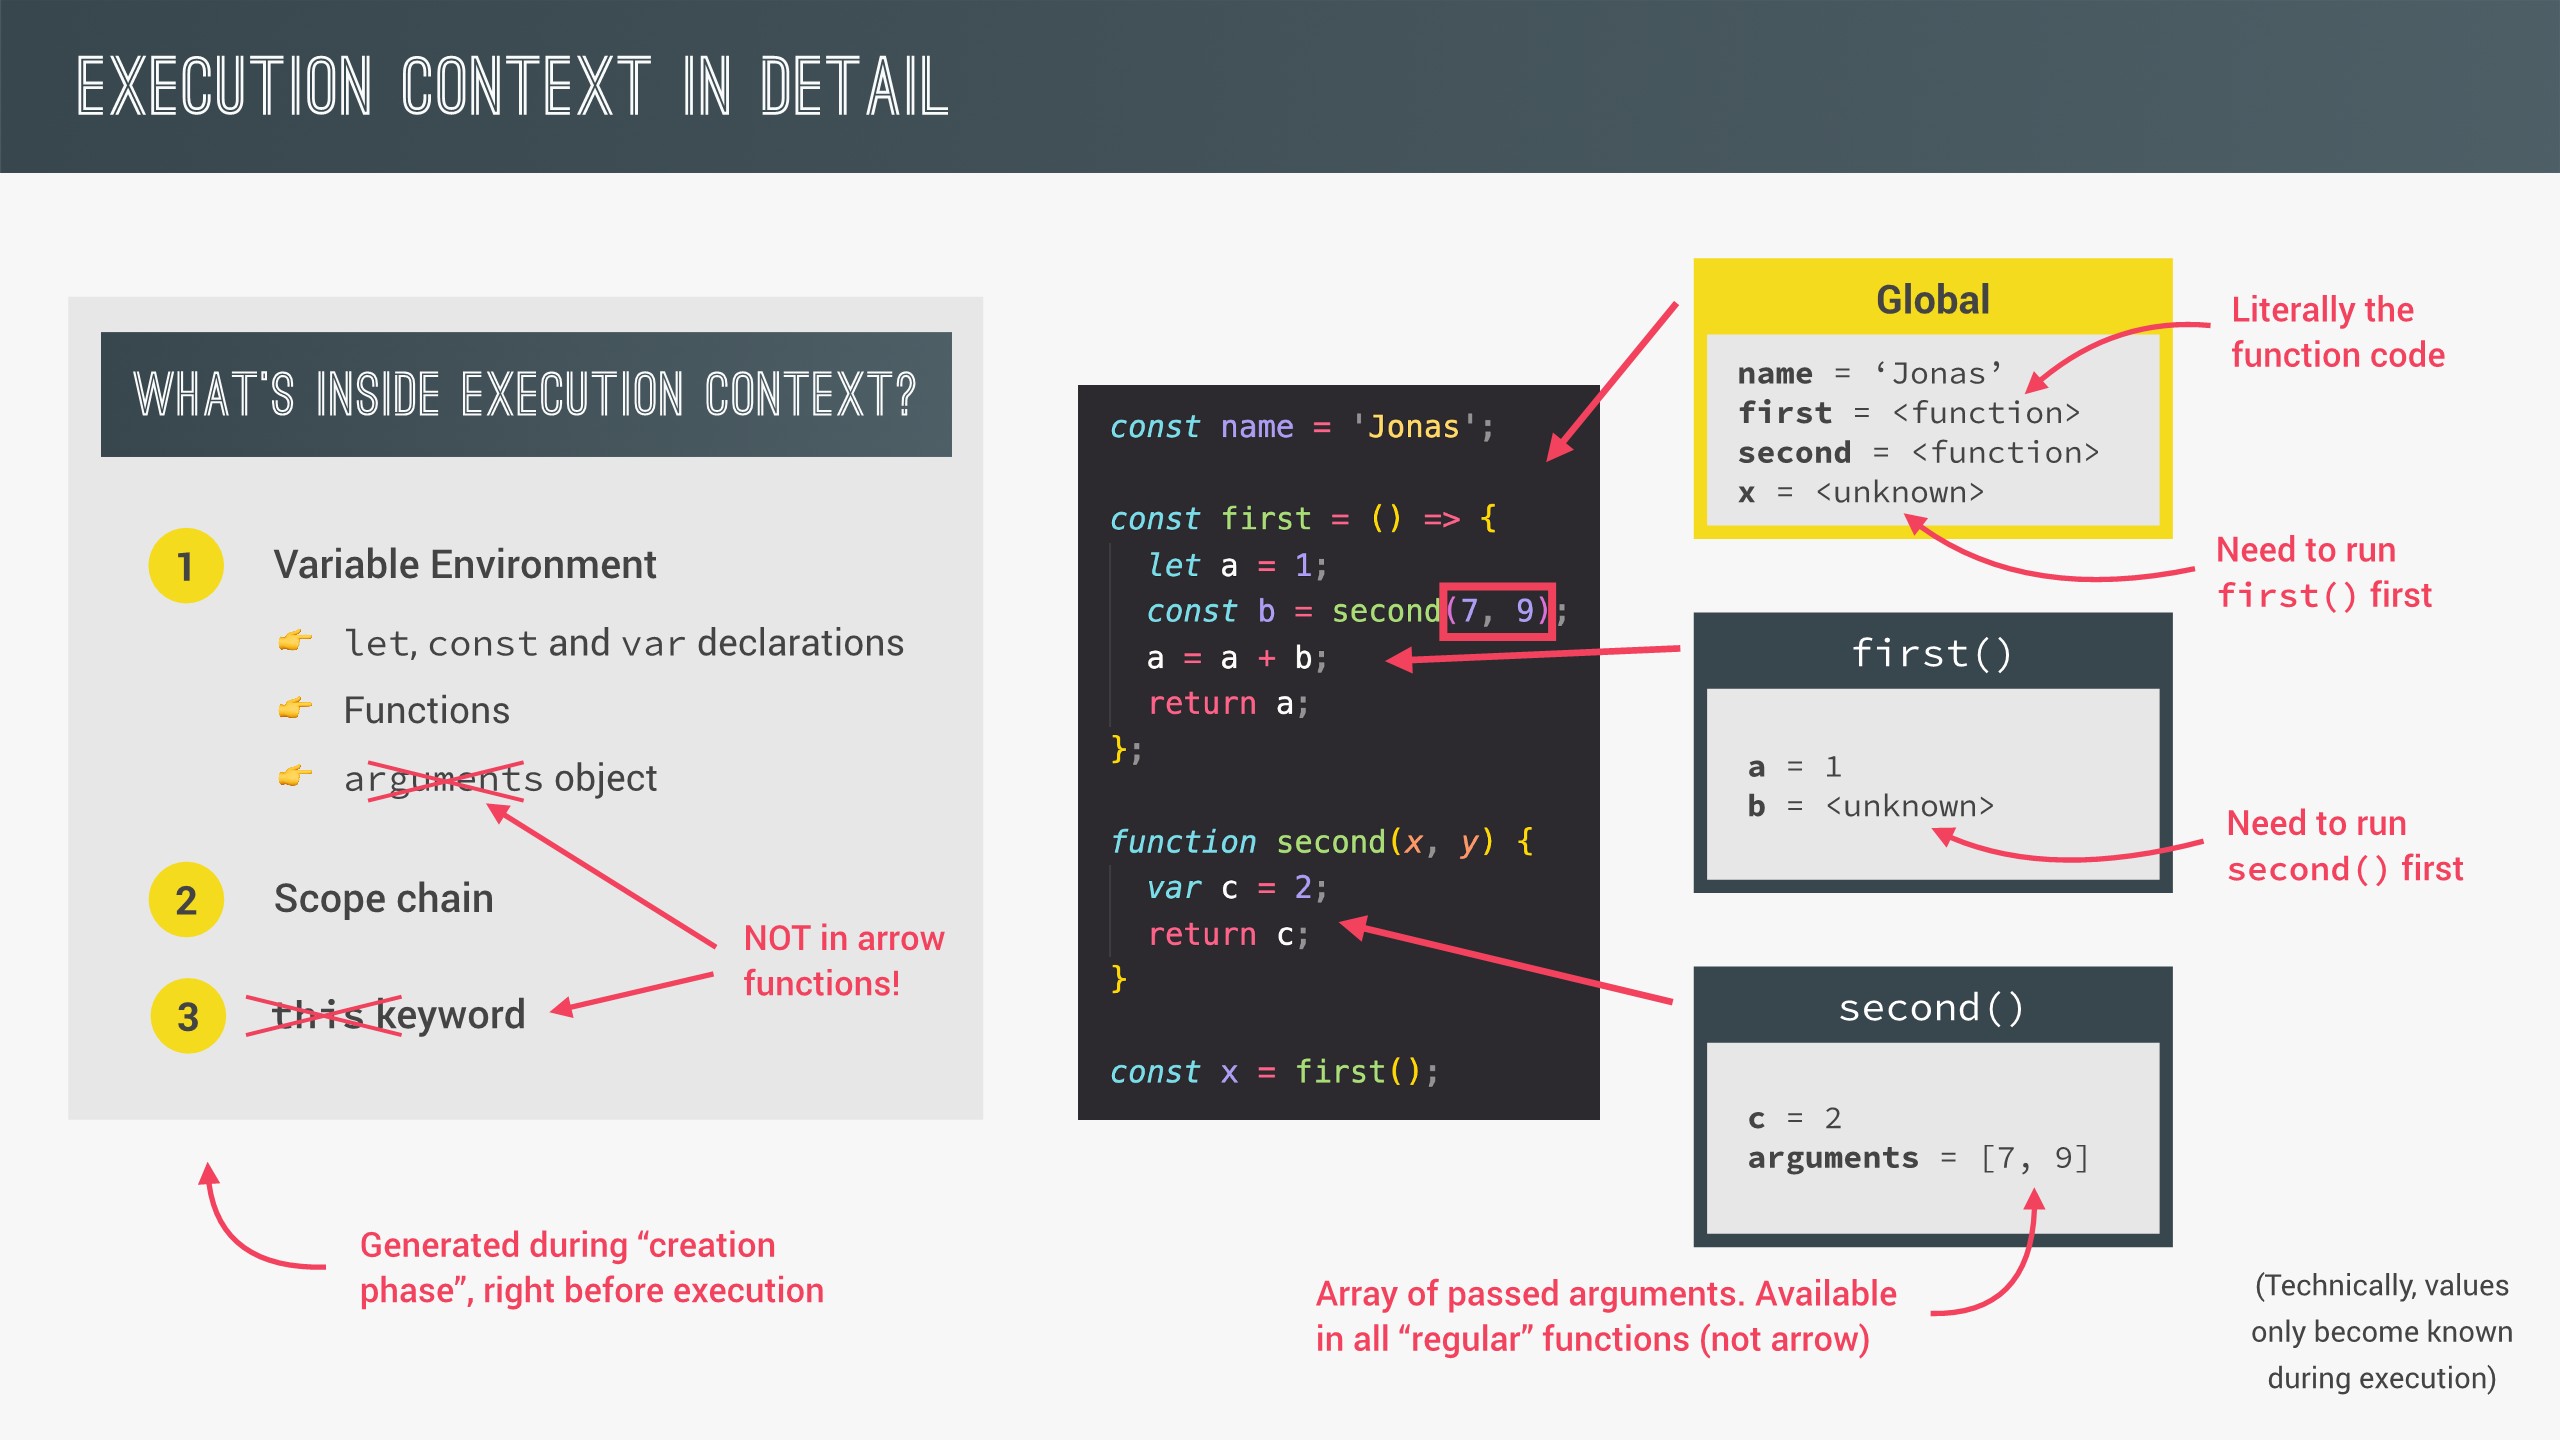 EXECUTION CONTEXT IN DETAIL
WHAT'S INSIDE EXECUTION CONTEXT?
1 Variable Environment
👉 let, const and var declarations
👉 Functions
👉 arguments object
2 Scope chain
3 this keyword
NOT in arrow
functions!
Generated during “creation
phase”, right before execution
const name = 'Jonas';
const first = () => {
  let a = 1;
  const b = second(7, 9);
  a = a + b;
  return a;
};
function second(x, y) {
  var c = 2;
  return c;
}
const x = first();
Global
name = ‘Jonas’
first = <function>
second = <function>
x = <unknown>
Literally the
function code
Need to run
first() first
first()
a = 1
b = <unknown>
Need to run
second() first
second()
c = 2
arguments = [7, 9]
Array of passed arguments. Available
in all “regular” functions (not arrow)
(Technically, values
only become known
during execution)